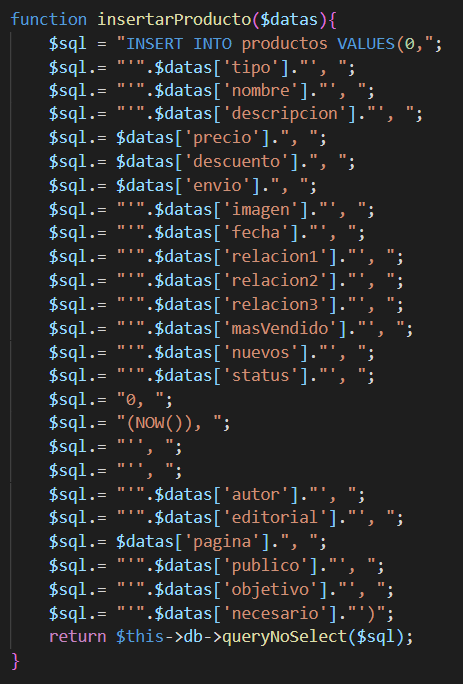 function insertarProducto($datas){
    $sql = "INSERT INTO productos VALUES(0,";
    $sql.= "'".$datas['tipo']."', ";
    $sql.= "'".$datas['nombre']."', ";
    $sql.= "'".$datas['descripcion']."', ";
    $sql.= $datas['precio'].", ";
    $sql.= $datas['descuento'].", ";
    $sql.= $datas['envio'].", ";
    $sql.= "'".$datas['imagen']."', ";
    $sql.= "'".$datas['fecha']."', ";
    $sql.= "'".$datas['relacion1']."', ";
    $sql.= "'".$datas['relacion2']."', ";
    $sql.= "'".$datas['relacion3']."', ";
    $sql.= "'".$datas['masVendido']."', ";
    $sql.= "'".$datas['nuevos']."', ";
    $sql.= "'".$datas['status']."', ";
    $sql.= "0, ";
    $sql.= "(NOW()), ";
    $sql.= "'', ";
    $sql.= "'', ";
    $sql.= "'".$datas['autor']."', ";
    $sql.= "'".$datas['editorial']."', ";
    $sql.= $datas['pagina'].", ";
    $sql.= "'".$datas['publico']."', ";
    $sql.= "'".$datas['objetivo']."', ";
    $sql.= "'".$datas['necesario']."')";
    return $this->db->queryNoSelect($sql);
}